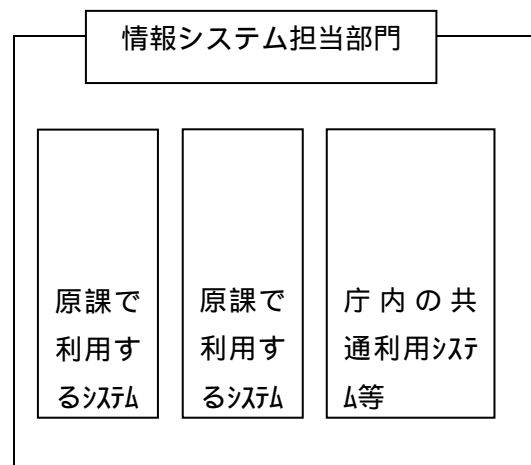 情報システム担当部門
原課で
利用す
るｼｽﾃﾑ
原課で
利用す
るｼｽﾃﾑ
庁内の共
通利用ｼｽﾃ
ﾑ等